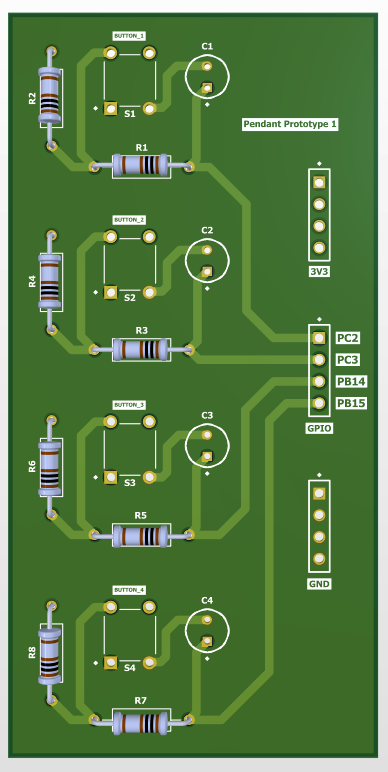 BUTTON_1
C1
R2
S1
Pendant Prototype 1
R1
3V3
BUTTON_2
C2
R4
S2
R3
PC2
PC3
PB14
PB15
GPIO
BUTTON_3
C3
R6
S3
R5
GND
BUTTON_4
C4
R8
S4
R7